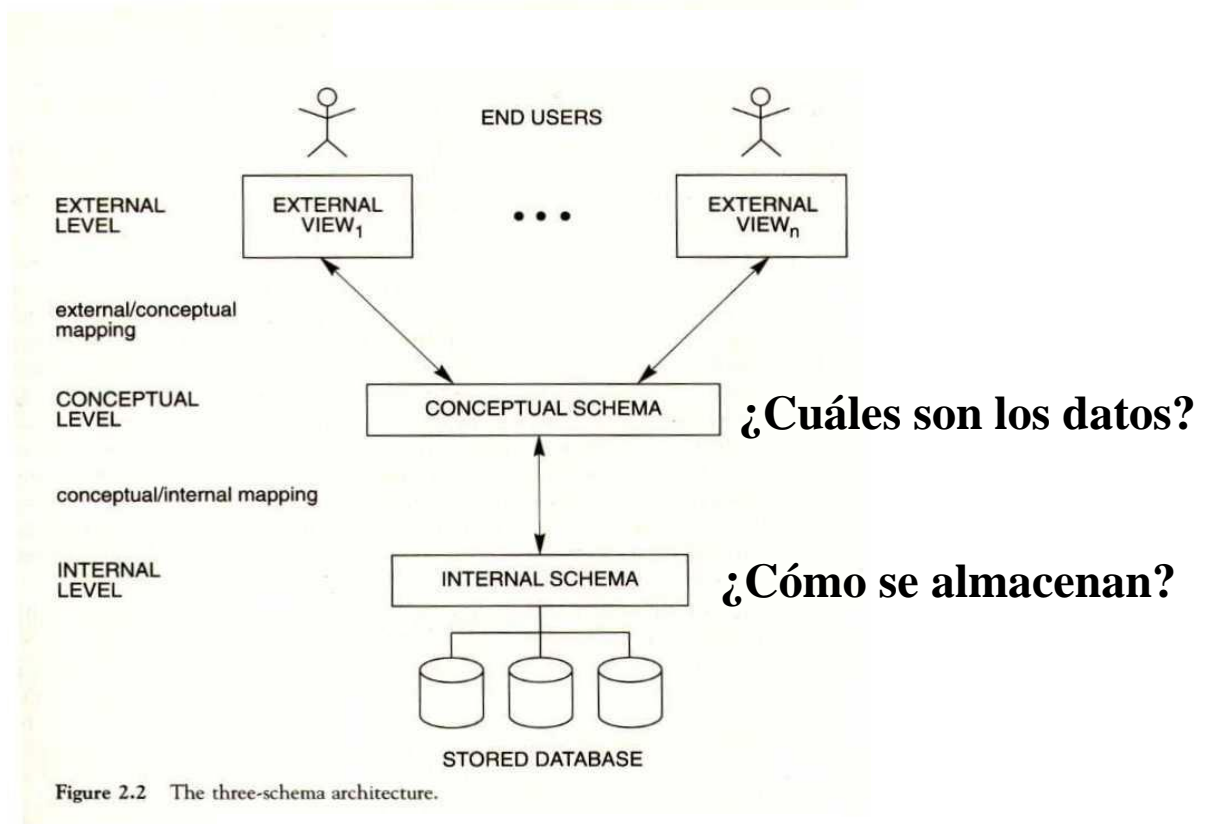 END USERS
EXTERNAL
LEVEL
EXTERNAL
VIEW1
• • •
EXTERNAL
VIEWn
external/conceptual
mapping
CONCEPTUAL
LEVEL
CONCEPTUAL SCHEMA
¿Cuáles son los datos?
conceptual/internal mapping
INTERNAL
LEVEL
INTERNAL SCHEMA
¿Cómo se almacenan?
STORED DATABASE
Figure 2.2 The three-schema architecture.